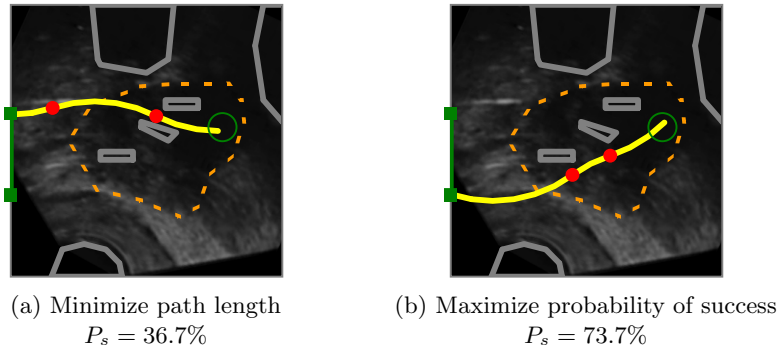 (a) Minimize path length
P_s = 36.7%
(b) Maximize probability of success
P_s = 73.7%